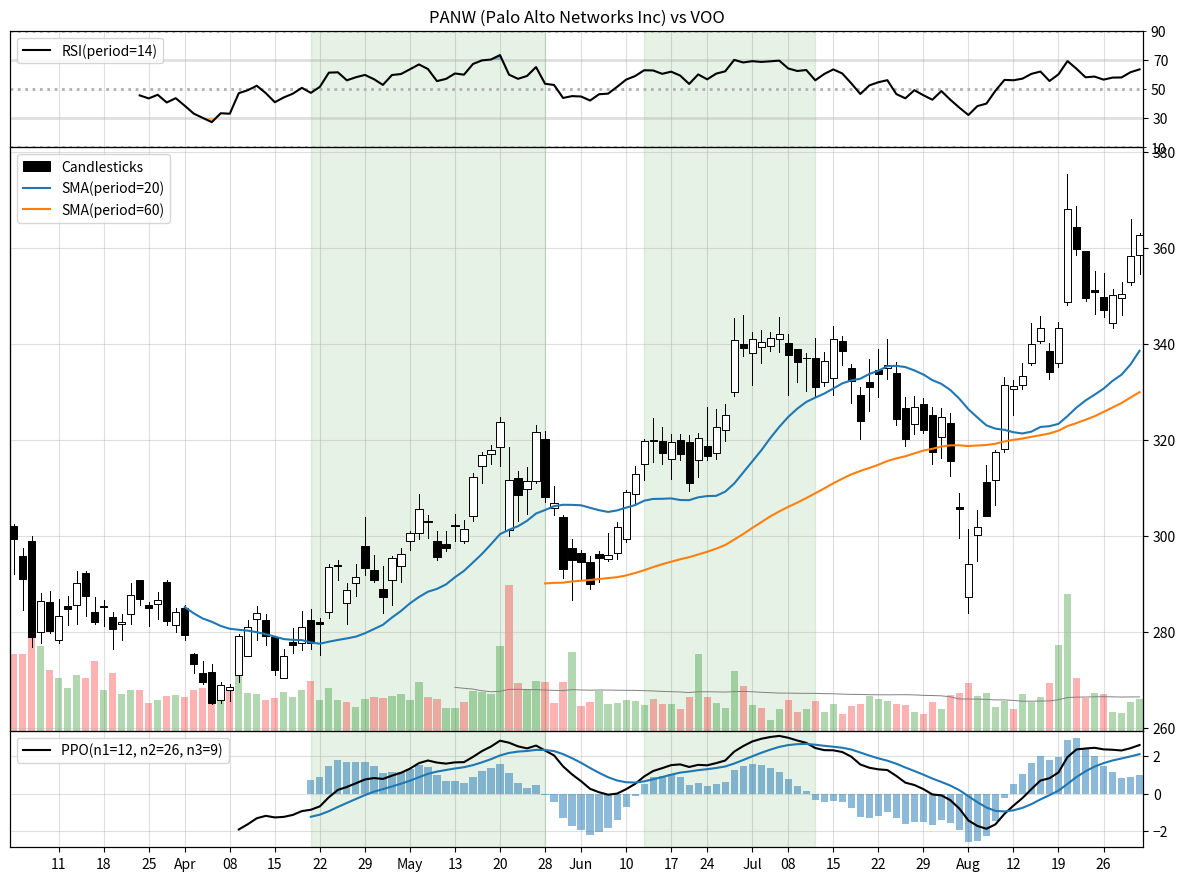 PANW (Palo Alto Networks Inc) vs VOO
RSI(period=14)
90
70
50
30
10
Candlesticks
SMA(period=20)
SMA(period=60)
380
360
340
320
300
280
260
PPO(n1=12, n2=26, n3=9)
2
0
−2
11 18 25 Apr 08 15 22 29 May 13 20 28 Jun 10 17 24 Jul 08 15 22 29 Aug 12 19 26